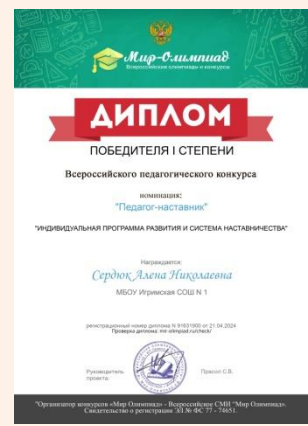 Мир-Олимпиад
Всероссийские олимпиады и конкурсы
ДИПЛОМ
ПОБЕДИТЕЛЯ I СТЕПЕНИ
Всероссийского педагогического конкурса
номинация:
"Педагог-наставник"
"ИНДИВИДУАЛЬНАЯ ПРОГРАММА РАЗВИТИЯ И СИСТЕМА НАСТАВНИЧЕСТВА"
Награждается:
Сердюк Алена Николаевна
МБОУ Игримская СОШ N 1
регистрационный номер диплома N 91631905 от 21.04.2024
Проверка диплома: mir-olimpiad.ru/check/
Руководитель
проекта:
Прасол С.В.
"Организатор конкурсов «Мир Олимпиад» - Всероссийское СМИ "Мир Олимпиад».
Свидетельство о регистрации ЭЛ № ФС 77 - 74651.